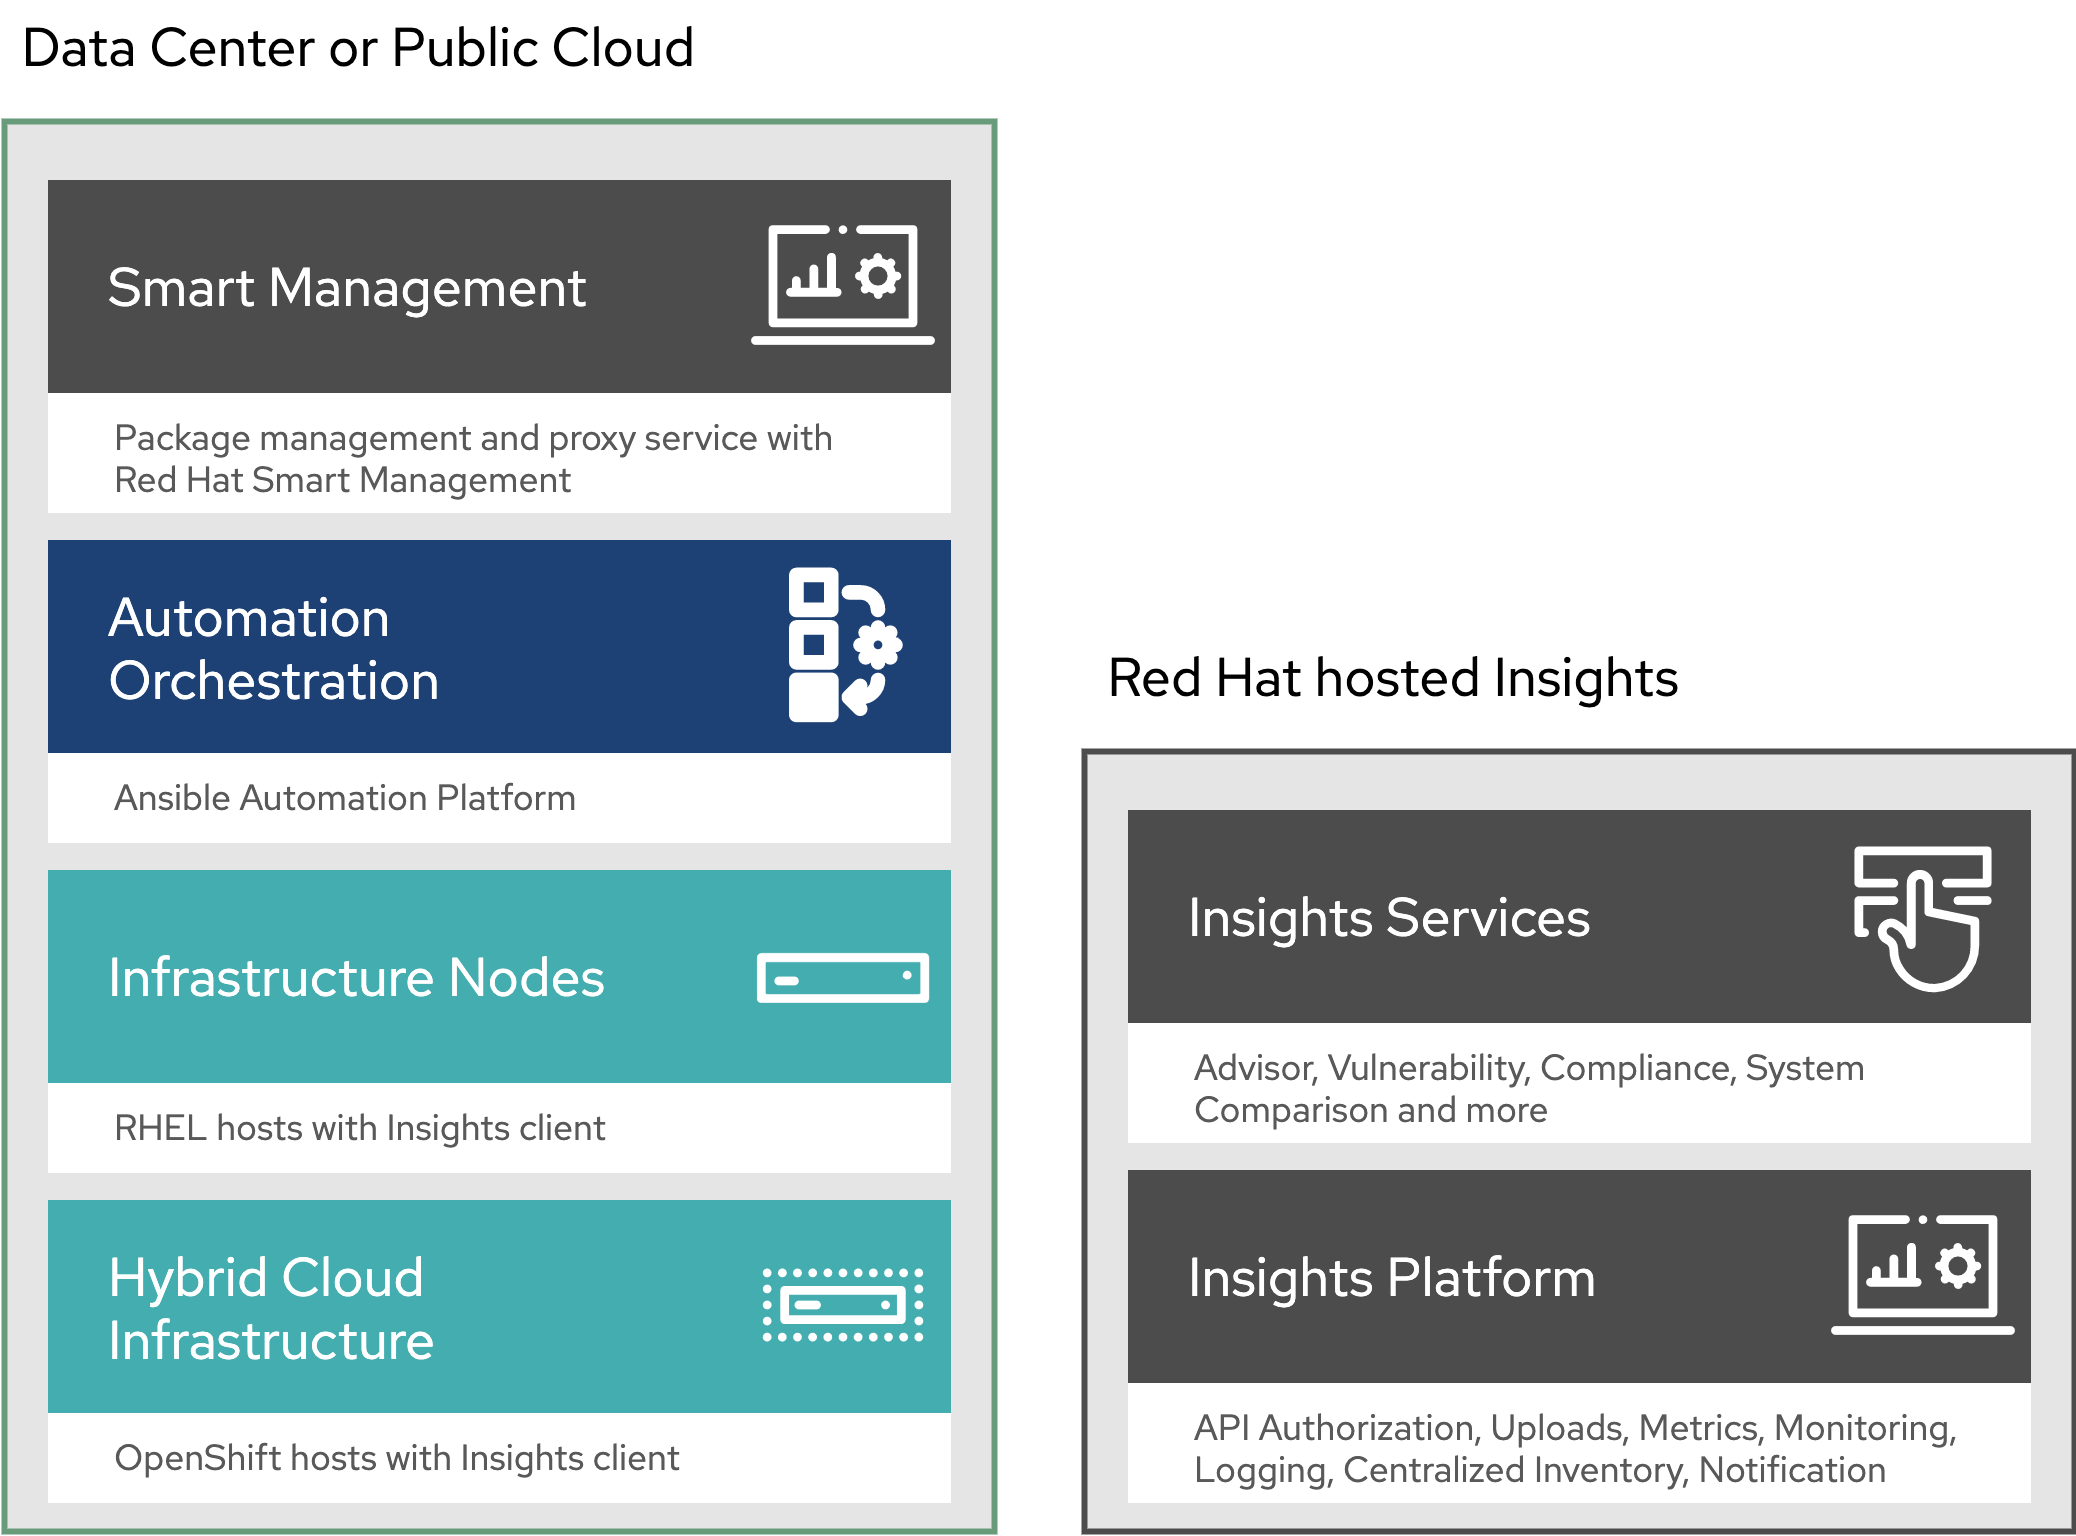 Data Center or Public Cloud
Smart Management
Package management and proxy service with
Red Hat Smart Management
Automation
Orchestration
Ansible Automation Platform
Infrastructure Nodes
RHEL hosts with Insights client
Hybrid Cloud
Infrastructure
OpenShift hosts with Insights client
Red Hat hosted Insights
Insights Services
Advisor, Vulnerability, Compliance, System
Comparison and more
Insights Platform
API Authorization, Uploads, Metrics, Monitoring,
Logging, Centralized Inventory, Notification